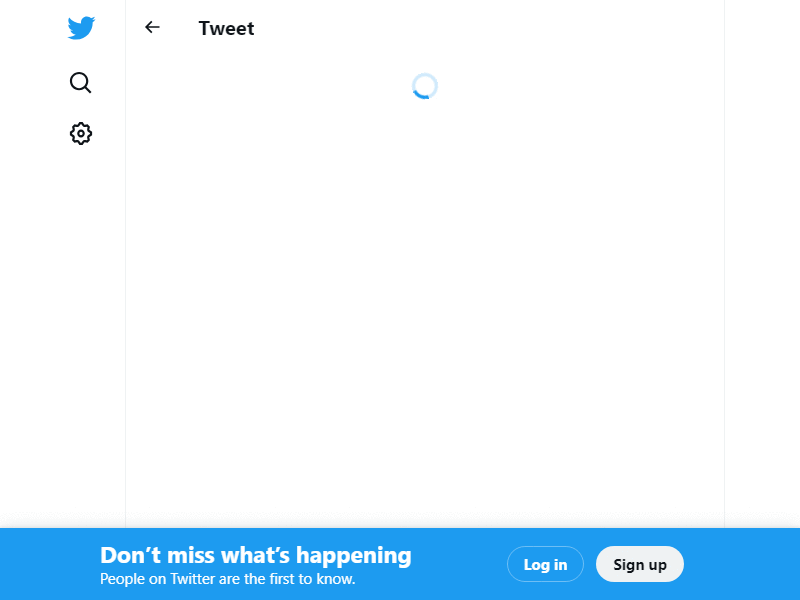 Tweet
Don’t miss what’s happening
People on Twitter are the first to know.
Log in
Sign up